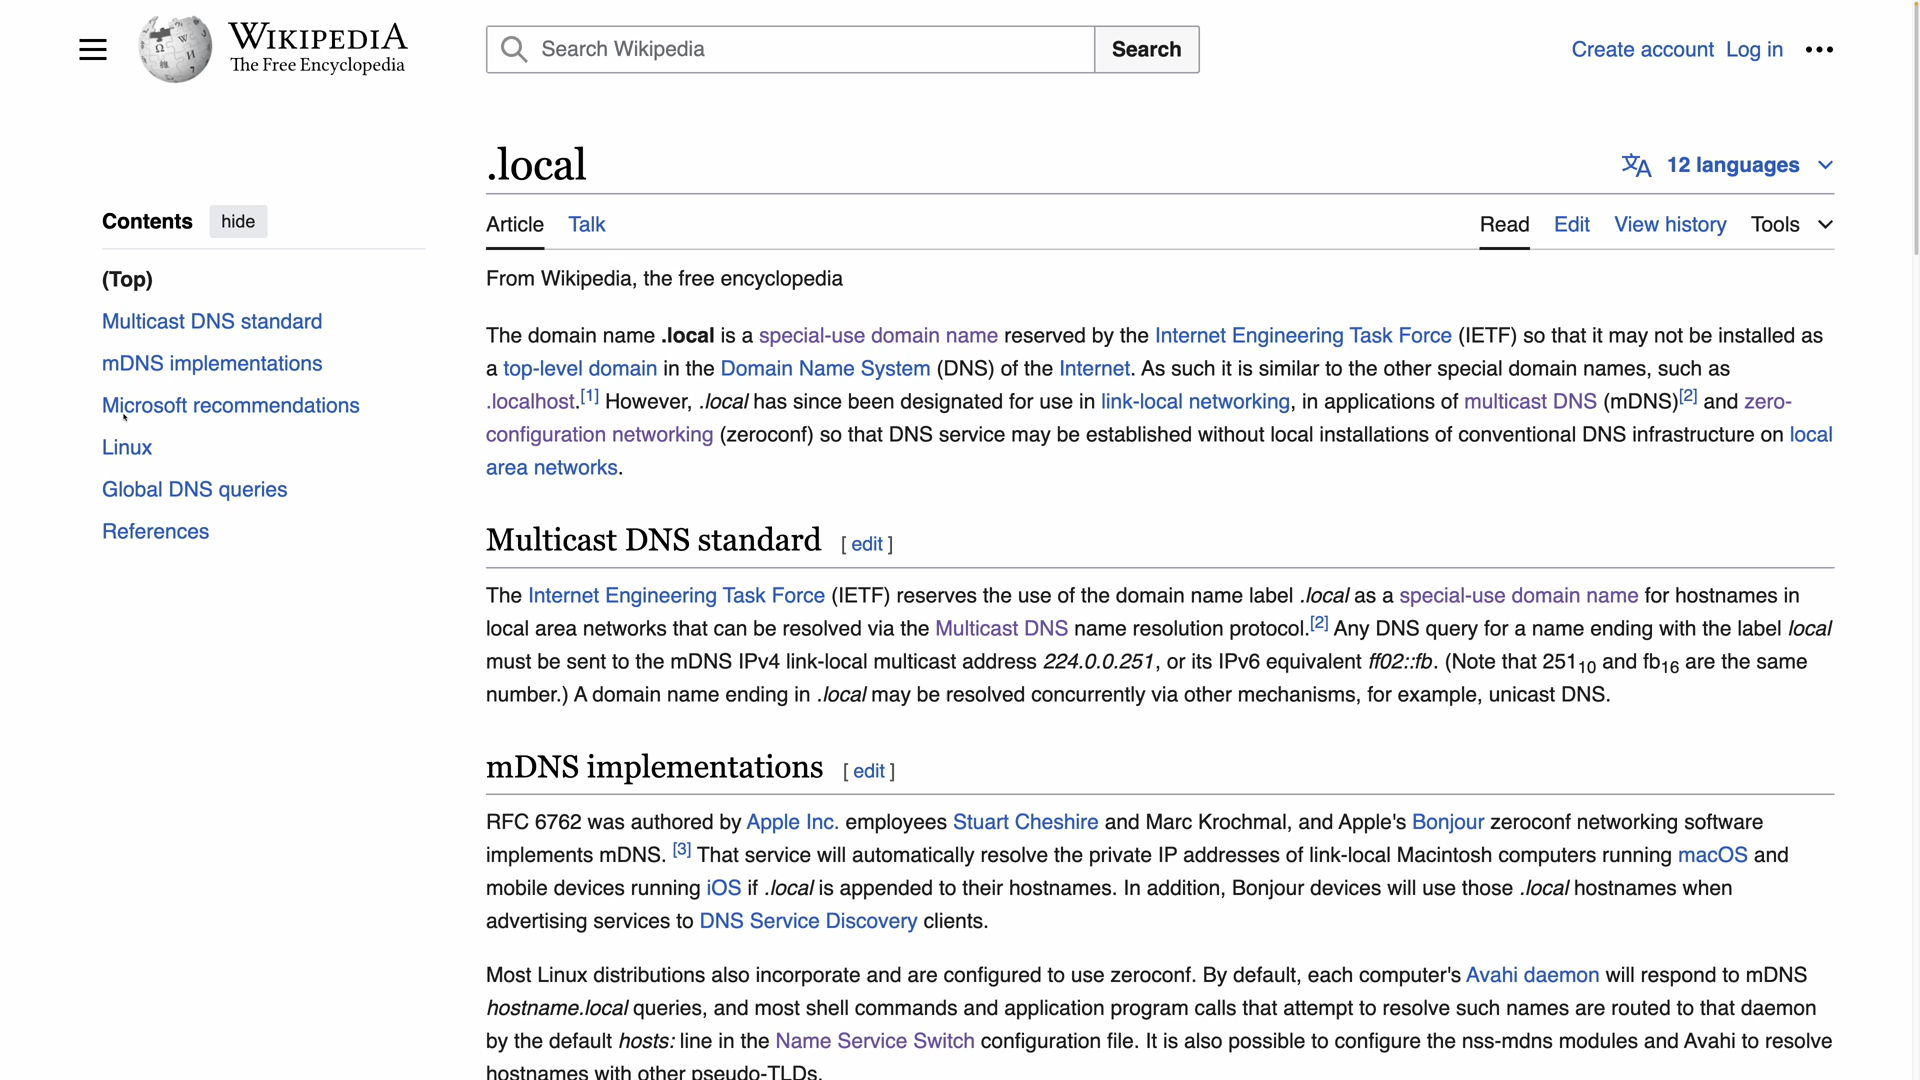 WIKIPEDIA
The Free Encyclopedia
Search Wikipedia
Search
Create account Log in
.local
12 languages
Contents hide
(Top)
Multicast DNS standard
mDNS implementations
Microsoft recommendations
Linux
Global DNS queries
References
Article Talk
Read Edit View history Tools
From Wikipedia, the free encyclopedia
The domain name .local is a special-use domain name reserved by the Internet Engineering Task Force (IETF) so that it may not be installed as
a top-level domain in the Domain Name System (DNS) of the Internet. As such it is similar to the other special domain names, such as
.localhost.[1] However, .local has since been designated for use in link-local networking, in applications of multicast DNS (mDNS)[2] and zero-
configuration networking (zeroconf) so that DNS service may be established without local installations of conventional DNS infrastructure on local
area networks.
Multicast DNS standard [ edit ]
The Internet Engineering Task Force (IETF) reserves the use of the domain name label .local as a special-use domain name for hostnames in
local area networks that can be resolved via the Multicast DNS name resolution protocol.[2] Any DNS query for a name ending with the label local
must be sent to the mDNS IPv4 link-local multicast address 224.0.0.251, or its IPv6 equivalent ff02::fb. (Note that 251₁₀ and fb₁₆ are the same
number.) A domain name ending in .local may be resolved concurrently via other mechanisms, for example, unicast DNS.
mDNS implementations [ edit ]
RFC 6762 was authored by Apple Inc. employees Stuart Cheshire and Marc Krochmal, and Apple's Bonjour zeroconf networking software
implements mDNS. [3] That service will automatically resolve the private IP addresses of link-local Macintosh computers running macOS and
mobile devices running iOS if .local is appended to their hostnames. In addition, Bonjour devices will use those .local hostnames when
advertising services to DNS Service Discovery clients.
Most Linux distributions also incorporate and are configured to use zeroconf. By default, each computer's Avahi daemon will respond to mDNS
hostname.local queries, and most shell commands and application program calls that attempt to resolve such names are routed to that daemon
by the default hosts: line in the Name Service Switch configuration file. It is also possible to configure the nss-mdns modules and Avahi to resolve
hostnames with other pseudo-TLDs.